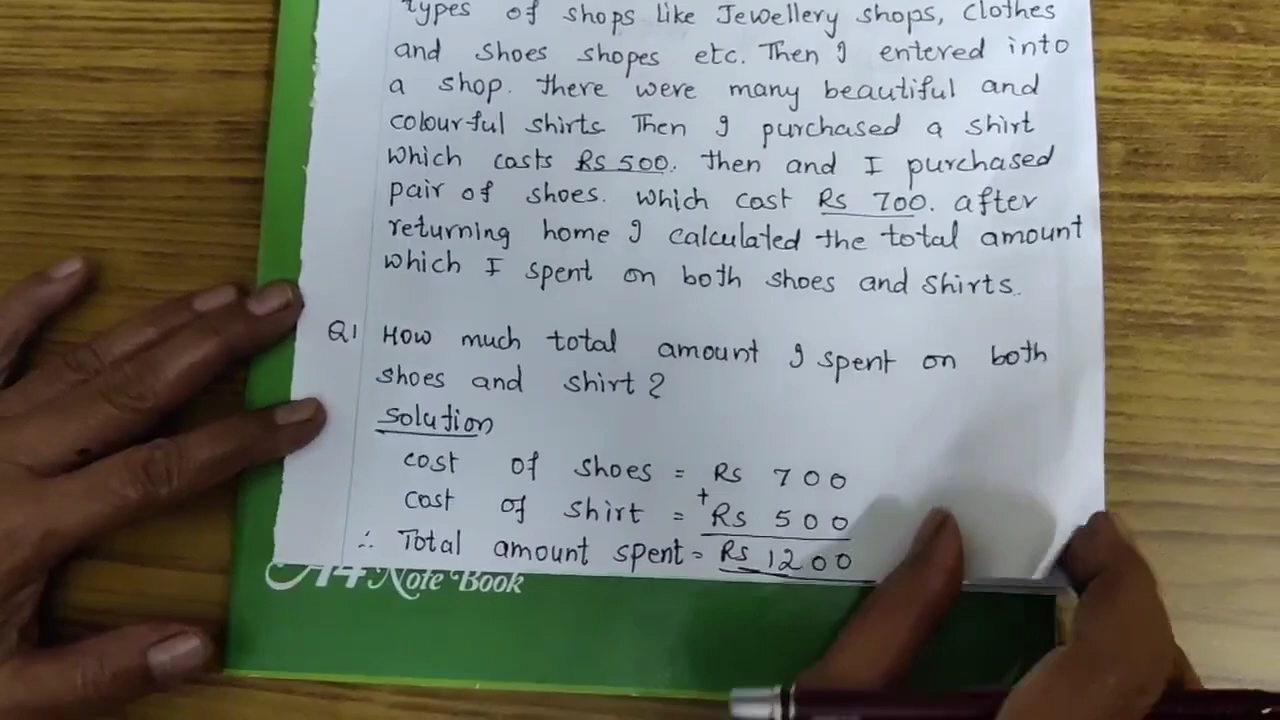 types of shops like Jewellery shops, clothes
and shoes shopes etc. Then I entered into
a shop. there were many beautiful and
colourful shirts Then I purchased a shirt
which casts Rs 500. then and I purchased
pair of shoes. which cast Rs 700. after
returning home I calculated the total amount
which I spent on both shoes and shirts.
Q1 How much total amount I spent on both
shoes and shirt?
Solution
cost of shoes = Rs 700
cast of shirt = + Rs 500
∴ Total amount spent = Rs 1200
A4 Note Book